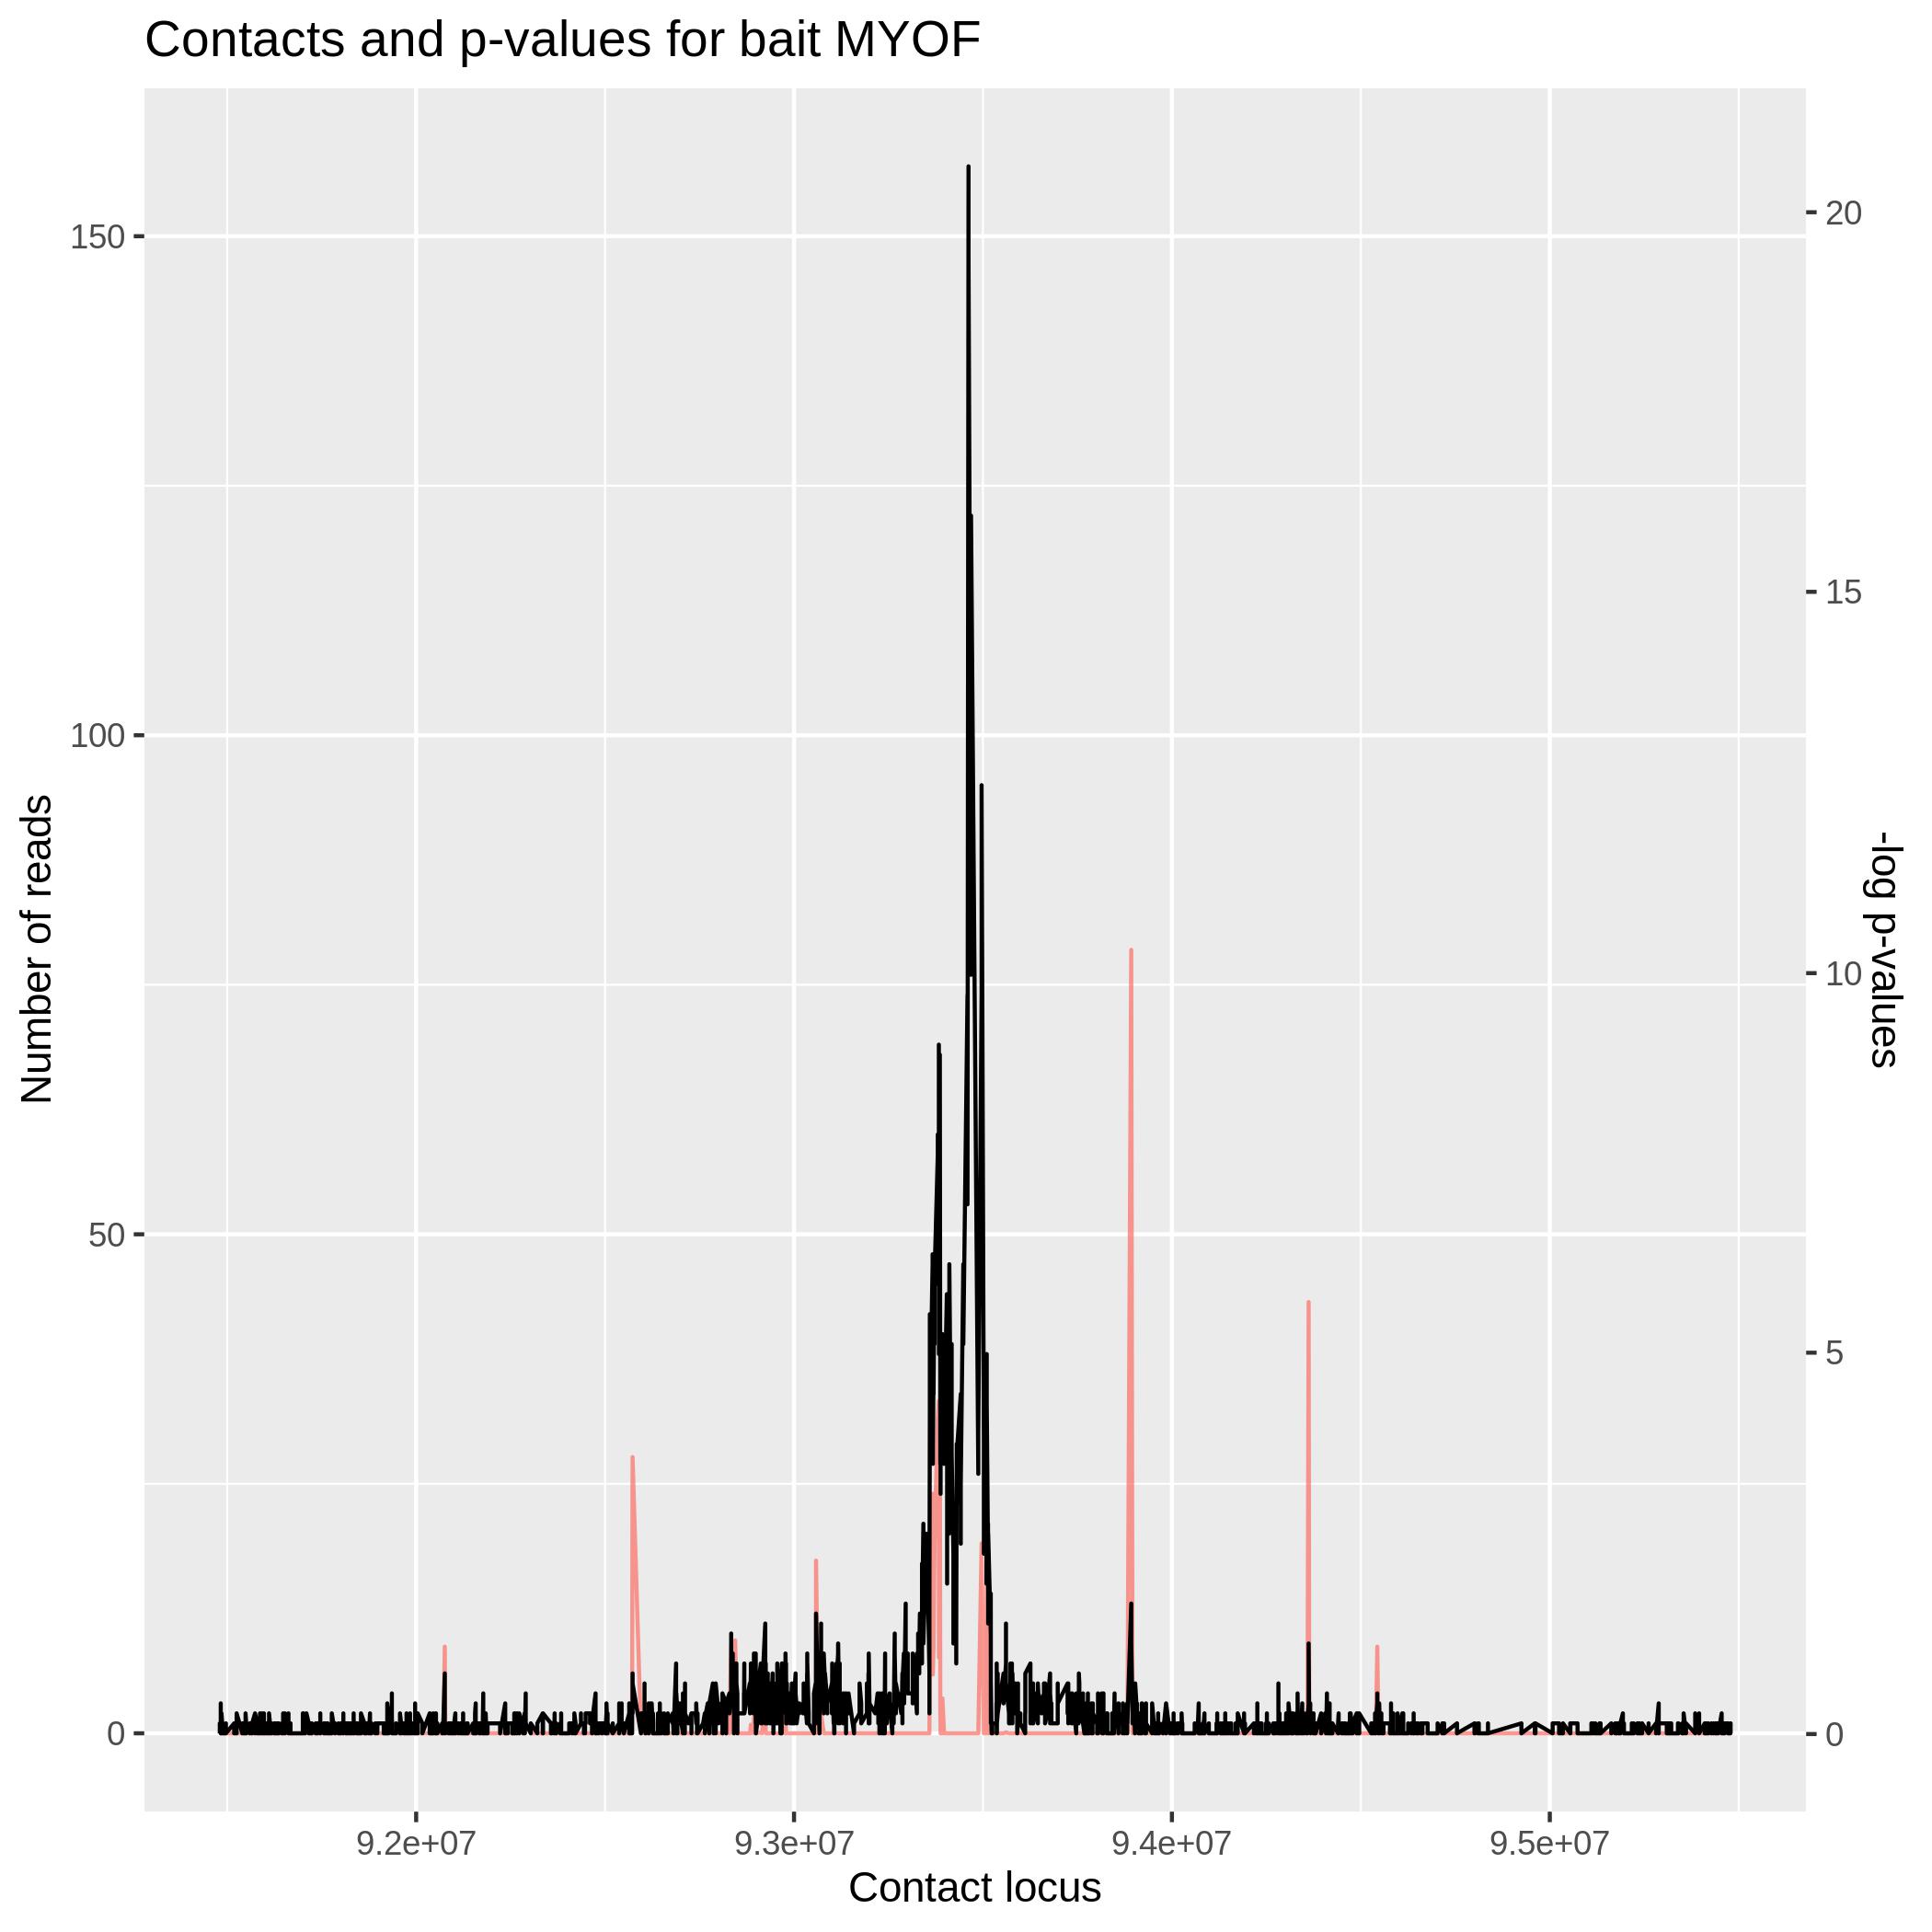 Contacts and p-values for bait MYOF
150
100
50
0
Number of reads
20
15
10
5
0
-log p-values
9.2e+07
9.3e+07
9.4e+07
9.5e+07
Contact locus